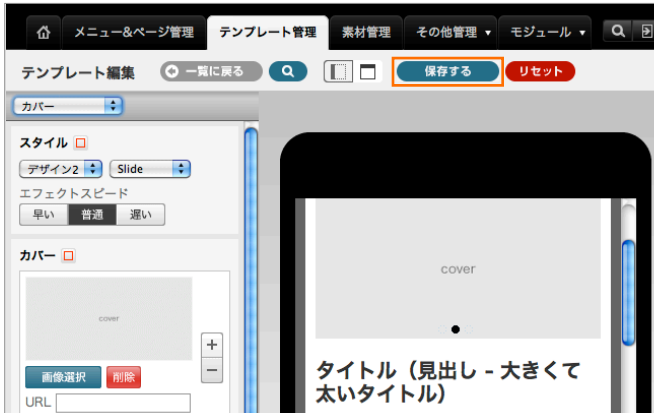 メニュー&ページ管理 テンプレート管理 素材管理 その他管理 ▼ モジュール ▼
テンプレート編集 一覧に戻る 保存する リセット
カバー
スタイル
デザイン2 Slide
エフェクトスピード
早い 普通 遅い
カバー
cover
+
−
画像選択 削除
URL
cover
タイトル（見出し - 大きくて
太いタイトル）